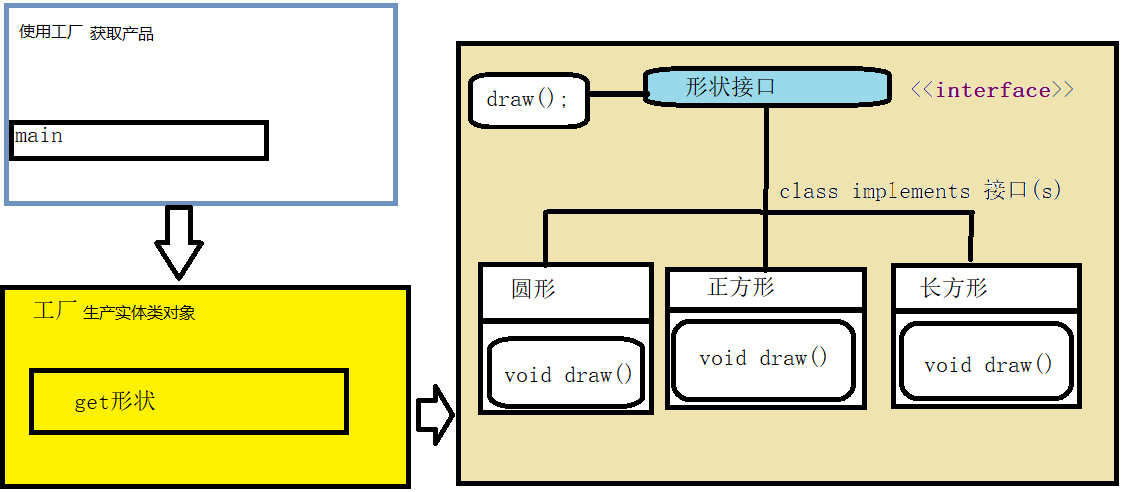 使用工厂 获取产品
main
工厂 生产实体类对象
get形状
draw();
形状接口
<<interface>>
class implements 接口(s)
圆形
正方形
长方形
void draw()
void draw()
void draw()